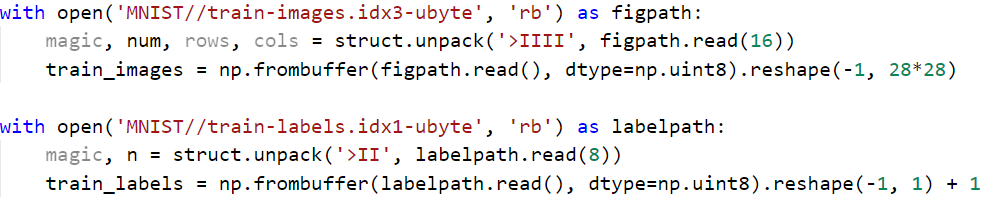 with open('MNIST//train-images.idx3-ubyte', 'rb') as figpath:
    magic, num, rows, cols = struct.unpack('>IIII', figpath.read(16))
    train_images = np.frombuffer(figpath.read(), dtype=np.uint8).reshape(-1, 28*28)
with open('MNIST//train-labels.idx1-ubyte', 'rb') as labelpath:
    magic, n = struct.unpack('>II', labelpath.read(8))
    train_labels = np.frombuffer(labelpath.read(), dtype=np.uint8).reshape(-1, 1) + 1